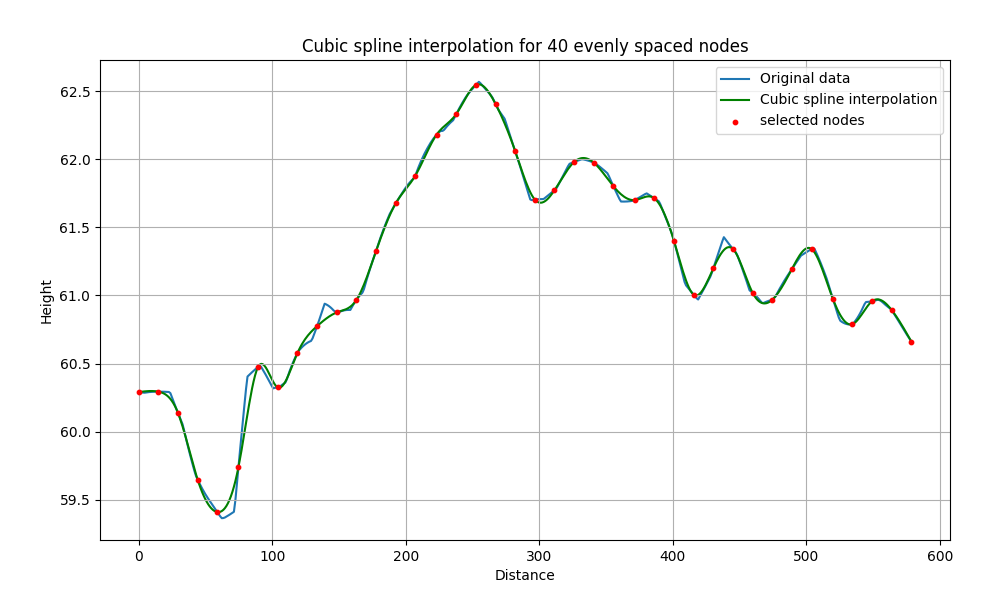 Cubic spline interpolation for 40 evenly spaced nodes
Original data
Cubic spline interpolation
selected nodes
62.5
62.0
61.5
61.0
60.5
60.0
59.5
Height
0
100
200
300
400
500
600
Distance